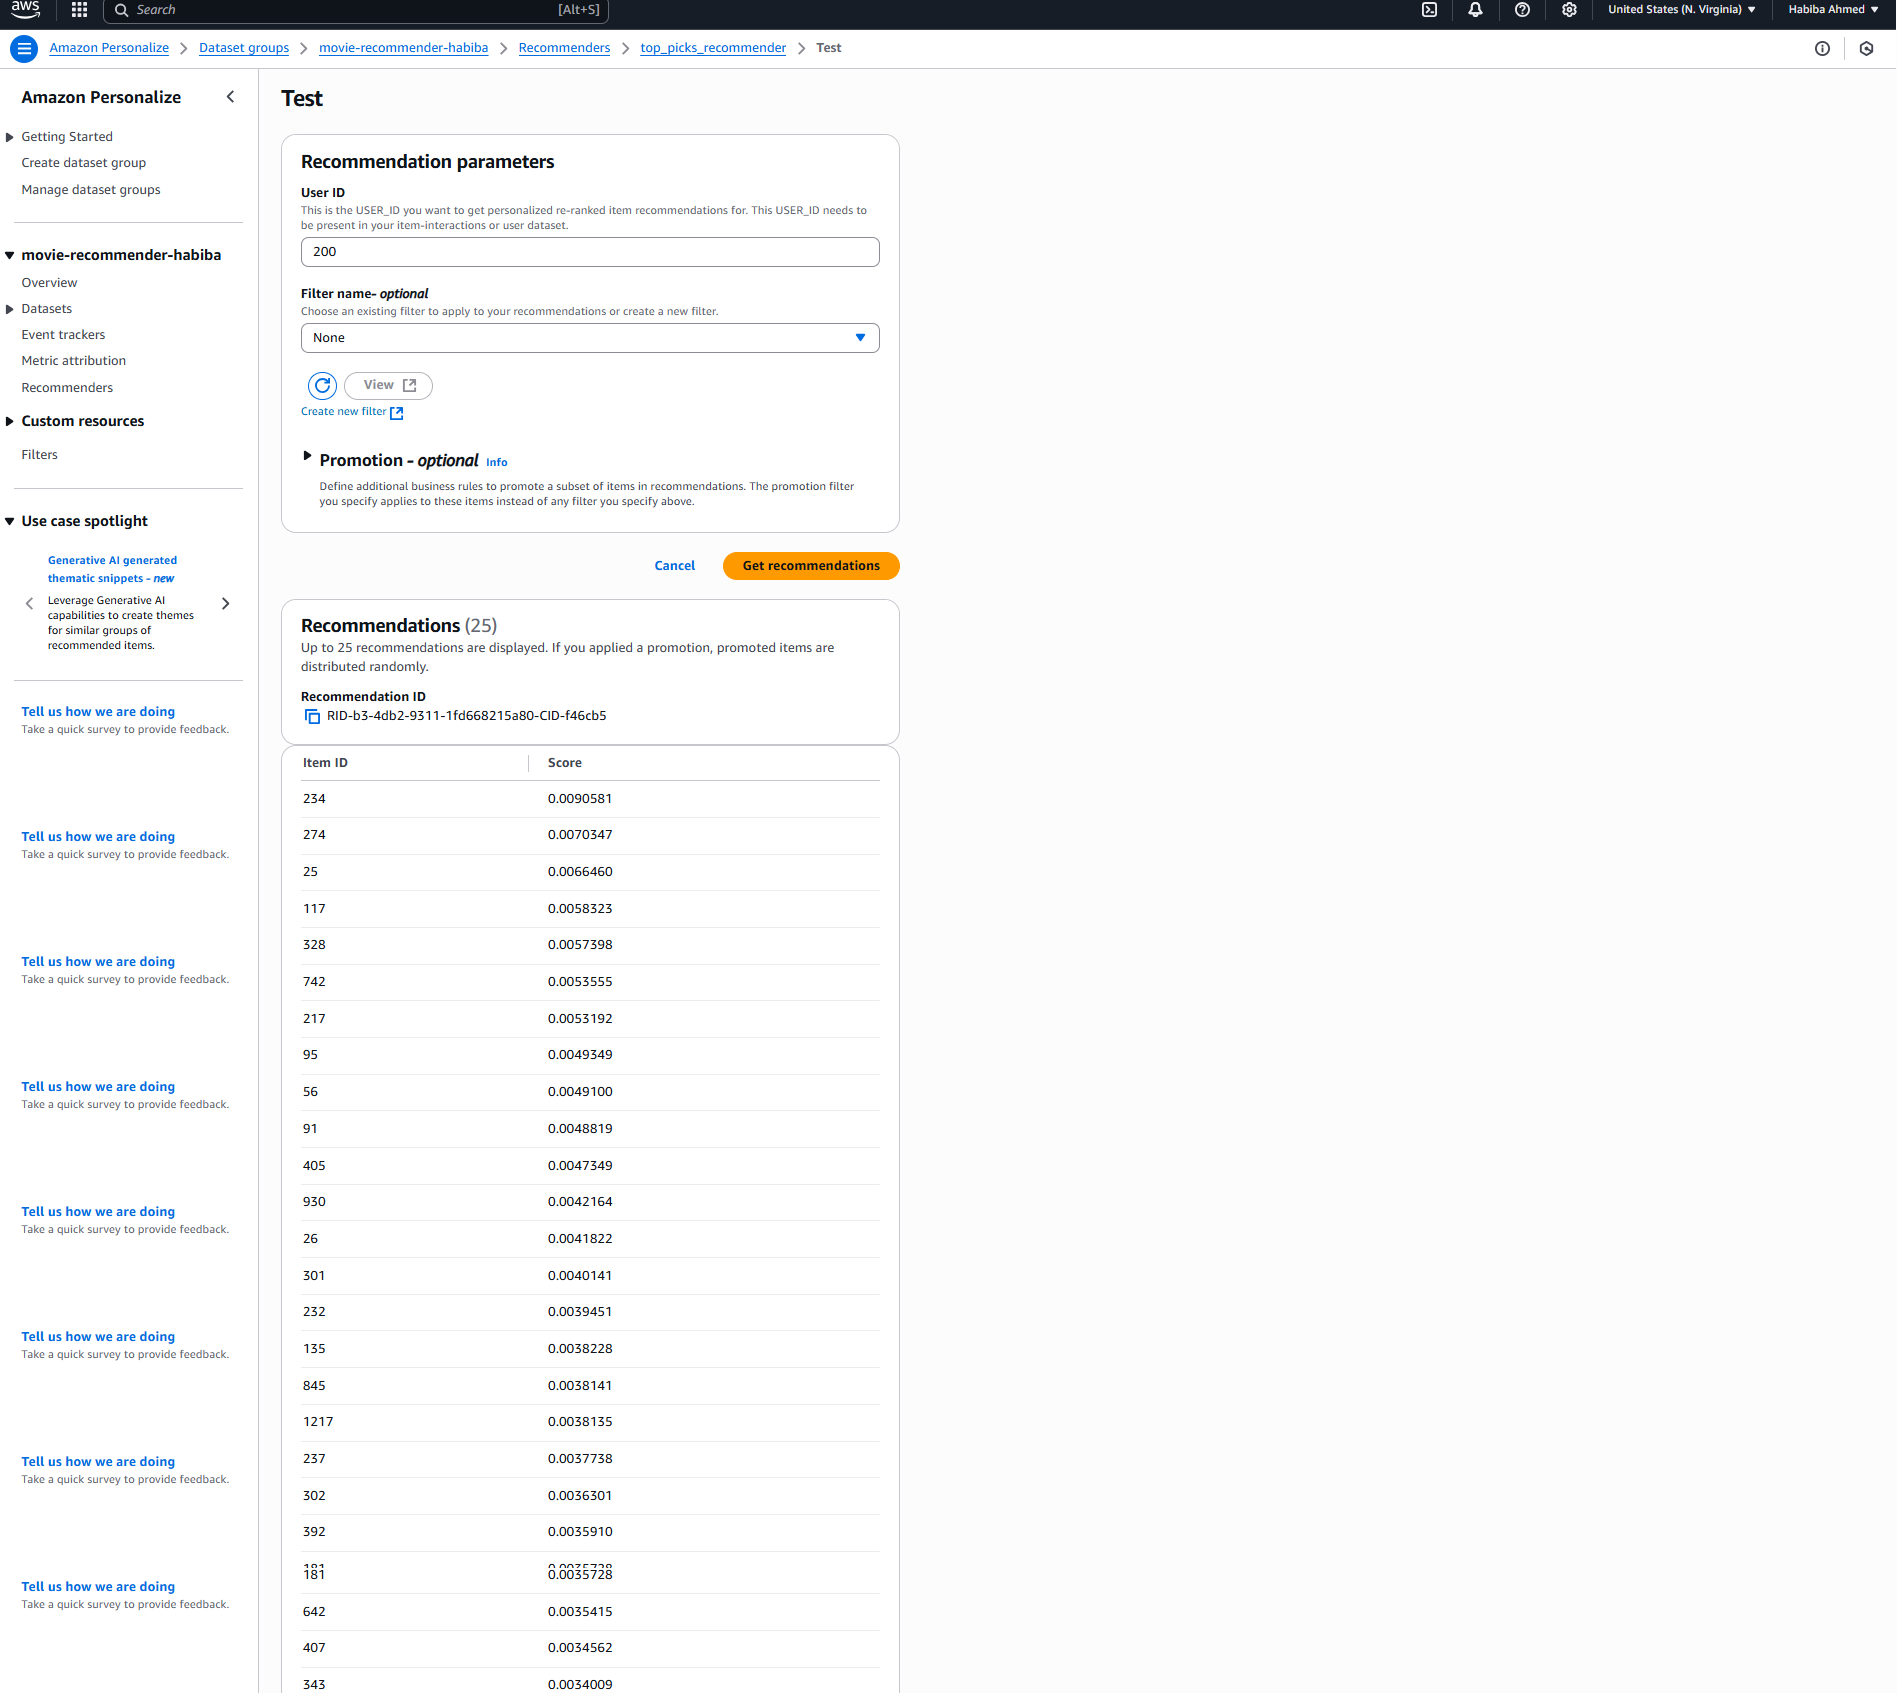 aws
Search
[Alt+S]
United States (N. Virginia)
Habiba Ahmed
Amazon Personalize
Dataset groups
movie-recommender-habiba
Recommenders
top_picks_recommender
Test
Amazon Personalize
Getting Started
Create dataset group
Manage dataset groups
movie-recommender-habiba
Overview
Datasets
Event trackers
Metric attribution
Recommenders
Custom resources
Filters
Use case spotlight
Generative AI generated
thematic snippets - new
Leverage Generative AI
capabilities to create themes
for similar groups of
recommended items.
Tell us how we are doing
Take a quick survey to provide feedback.
Tell us how we are doing
Take a quick survey to provide feedback.
Tell us how we are doing
Take a quick survey to provide feedback.
Tell us how we are doing
Take a quick survey to provide feedback.
Tell us how we are doing
Take a quick survey to provide feedback.
Tell us how we are doing
Take a quick survey to provide feedback.
Tell us how we are doing
Take a quick survey to provide feedback.
Tell us how we are doing
Take a quick survey to provide feedback.
Test
Recommendation parameters
User ID
This is the USER_ID you want to get personalized re-ranked item recommendations for. This USER_ID needs to
be present in your item-interactions or user dataset.
200
Filter name- optional
Choose an existing filter to apply to your recommendations or create a new filter.
None
View
Create new filter
Promotion - optional Info
Define additional business rules to promote a subset of items in recommendations. The promotion filter
you specify applies to these items instead of any filter you specify above.
Cancel
Get recommendations
Recommendations (25)
Up to 25 recommendations are displayed. If you applied a promotion, promoted items are
distributed randomly.
Recommendation ID
RID-b3-4db2-9311-1fd668215a80-CID-f46cb5
Item ID Score
234 0.0090581
274 0.0070347
25 0.0066460
117 0.0058323
328 0.0057398
742 0.0053555
217 0.0053192
95 0.0049349
56 0.0049100
91 0.0048819
405 0.0047349
930 0.0042164
26 0.0041822
301 0.0040141
232 0.0039451
135 0.0038228
845 0.0038141
1217 0.0038135
237 0.0037738
302 0.0036301
392 0.0035910
181 0.0035728
181 0.0035728
642 0.0035415
407 0.0034562
343 0.0034009